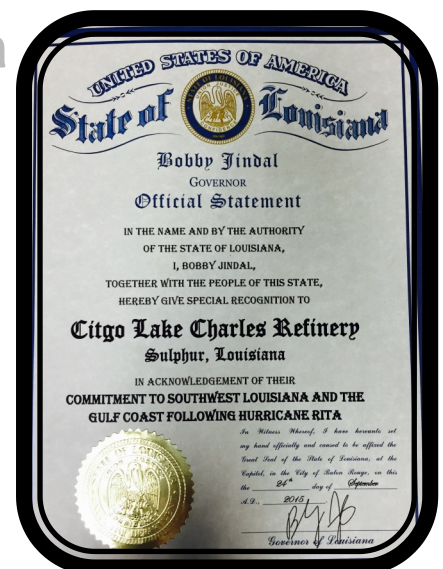 UNITED STATES OF AMERICA
State of Louisiana
Bobby Jindal
GOVERNOR
Official Statement
IN THE NAME AND BY THE AUTHORITY
OF THE STATE OF LOUISIANA,
I, BOBBY JINDAL,
TOGETHER WITH THE PEOPLE OF THIS STATE,
HEREBY GIVE SPECIAL RECOGNITION TO
Citgo Lake Charles Refinery
Sulphur, Louisiana
IN ACKNOWLEDGEMENT OF THEIR
COMMITMENT TO SOUTHWEST LOUISIANA AND THE
GULF COAST FOLLOWING HURRICANE RITA
In Witness Whereof, I have hereunto set
my hand officially and caused to be affixed the
Great Seal of the State of Louisiana, at the
Capitol, in the City of Baton Rouge, on this
the 24th day of September
A.D., 2015
Governor of Louisiana